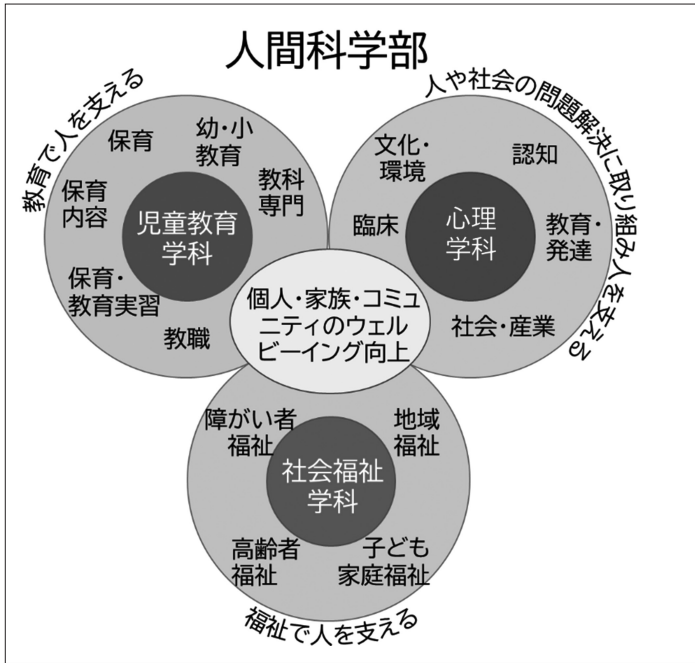 人間科学部
教育で人を支える
保育
幼・小
教育
教科
専門
保育
内容
児童教育
学科
保育・
教育実習
教職
人や社会の問題解決に取り組み人を支える
文化・
環境
認知
臨床
心理
学科
教育・
発達
社会・産業
個人・家族・コミュ
ニティのウェル
ビーイング向上
障がい者
福祉
地域
福祉
社会福祉
学科
高齢者
福祉
子ども
家庭福祉
福祉で人を支える